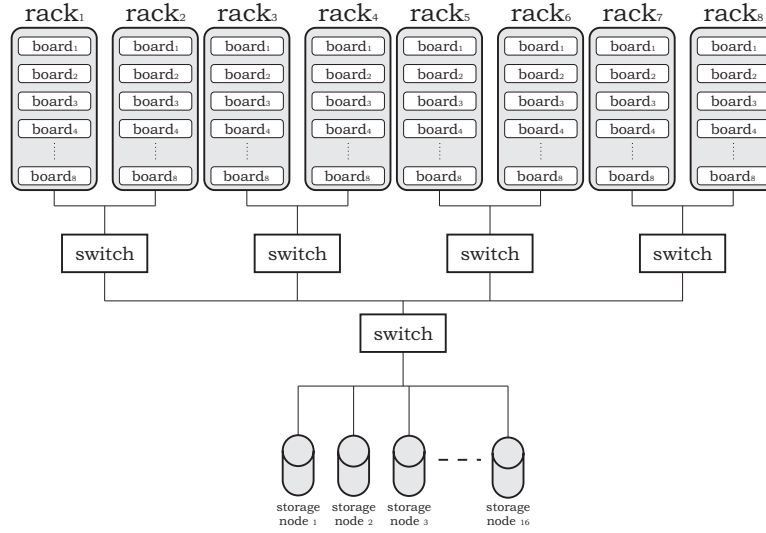 rack₁ rack₂ rack₃ rack₄ rack₅ rack₆ rack₇ rack₈
board₁ board₁ board₁ board₁ board₁ board₁ board₁ board₁
board₂ board₂ board₂ board₂ board₂ board₂ board₂ board₂
board₃ board₃ board₃ board₃ board₃ board₃ board₃ board₃
board₄ board₄ board₄ board₄ board₄ board₄ board₄ board₄
board₈ board₈ board₈ board₈ board₈ board₈ board₈ board₈
switch switch switch switch
switch
storage storage storage storage
node ₁ node ₂ node ₃ node ₁₆